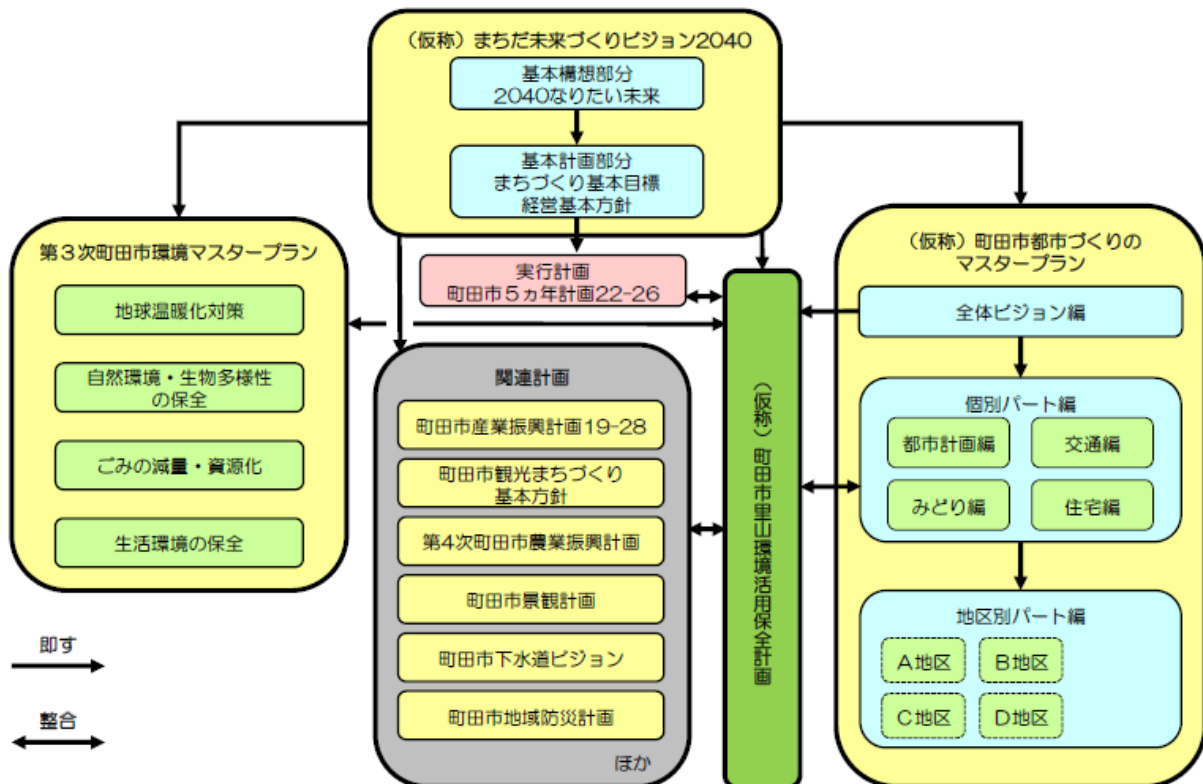 （仮称）まちだ未来づくりビジョン2040
基本構想部分
2040なりたい未来
基本計画部分
まちづくり基本目標
経営基本方針
第３次町田市環境マスタープラン
地球温暖化対策
自然環境・生物多様性
の保全
ごみの減量・資源化
生活環境の保全
即す
整合
実行計画
町田市５ヵ年計画22-26
関連計画
町田市産業振興計画19-28
町田市観光まちづくり
基本方針
第4次町田市農業振興計画
町田市景観計画
町田市下水道ビジョン
町田市地域防災計画
ほか
（仮称）町田市里山環境活用保全計画
（仮称）町田市都市づくりの
マスタープラン
全体ビジョン編
個別パート編
都市計画編
交通編
みどり編
住宅編
地区別パート編
A地区
B地区
C地区
D地区